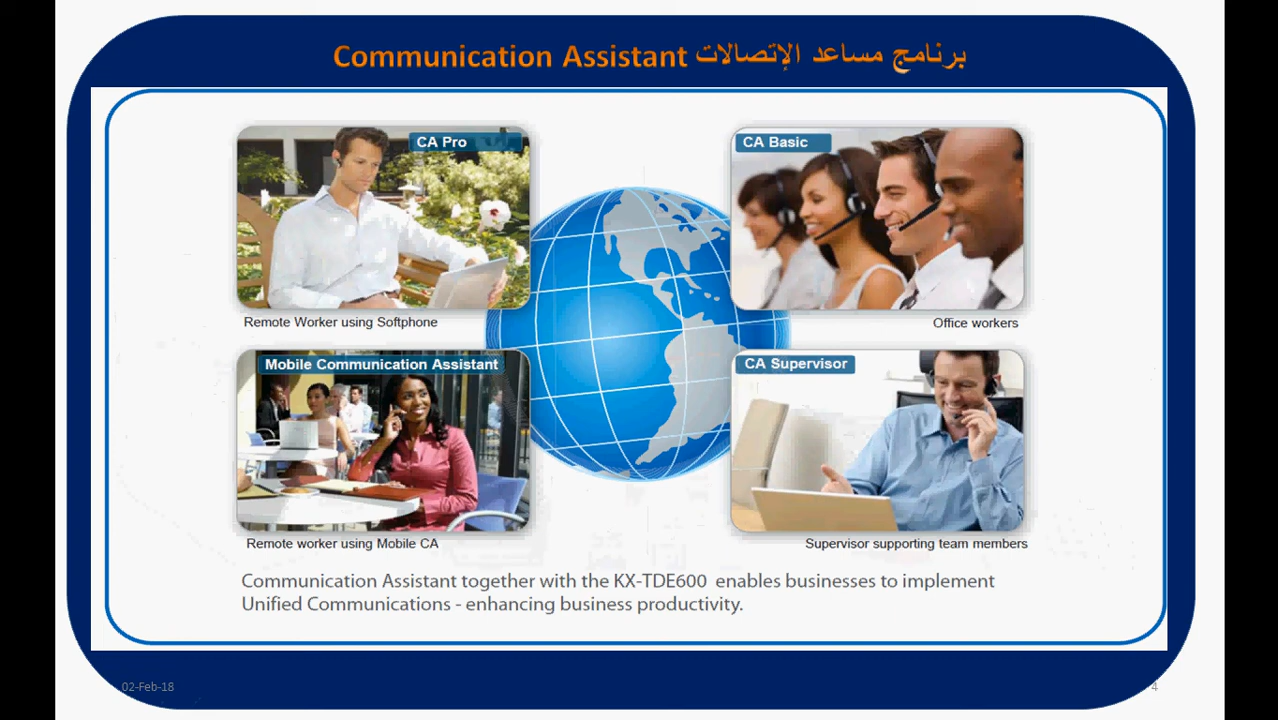 Communication Assistant برنامج مساعد الإتصالات
CA Pro
CA Basic
Remote Worker using Softphone
Office workers
Mobile Communication Assistant
CA Supervisor
Remote worker using Mobile CA
Supervisor supporting team members
Communication Assistant together with the KX-TDE600 enables businesses to implement
Unified Communications - enhancing business productivity.
02-Feb-18
4